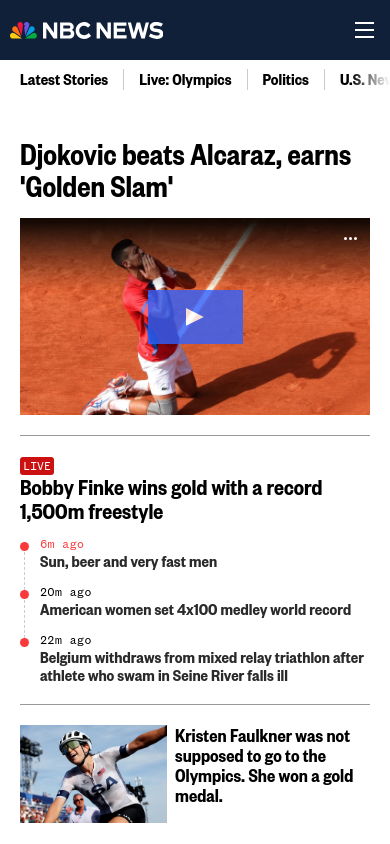 NBC NEWS
Latest Stories
Live: Olympics
Politics
U.S. New
Djokovic beats Alcaraz, earns
'Golden Slam'
LIVE
Bobby Finke wins gold with a record
1,500m freestyle
6m ago
Sun, beer and very fast men
20m ago
American women set 4x100 medley world record
22m ago
Belgium withdraws from mixed relay triathlon after
athlete who swam in Seine River falls ill
Kristen Faulkner was not
supposed to go to the
Olympics. She won a gold
medal.